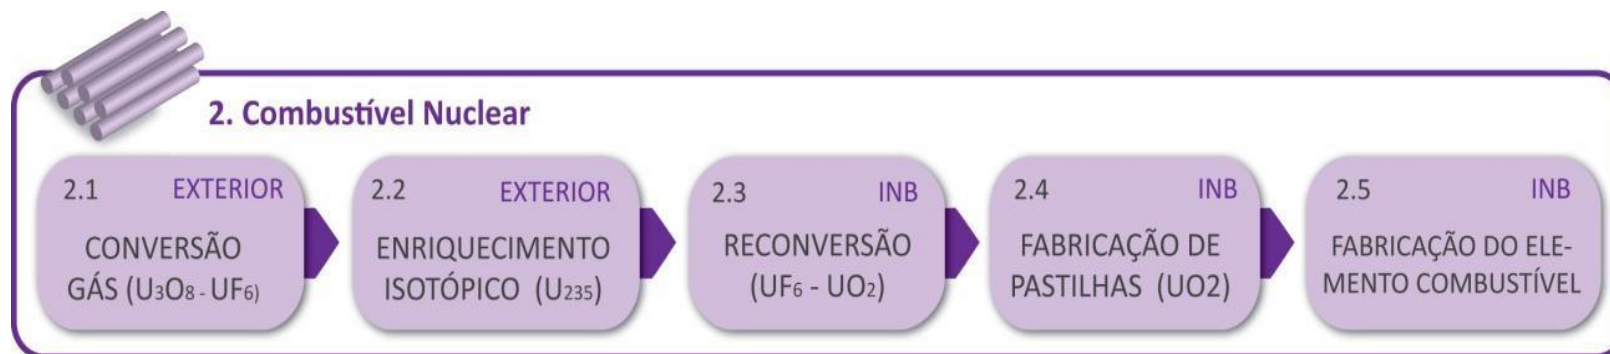 2. Combustível Nuclear
2.1 EXTERIOR
CONVERSÃO
GÁS (U₃O₈ - UF₆)
2.2 EXTERIOR
ENRIQUECIMENTO
ISOTÓPICO (U₂₃₅)
2.3 INB
RECONVERSÃO
(UF₆ - UO₂)
2.4 INB
FABRICAÇÃO DE
PASTILHAS (UO2)
2.5 INB
FABRICAÇÃO DO ELE-
MENTO COMBUSTÍVEL